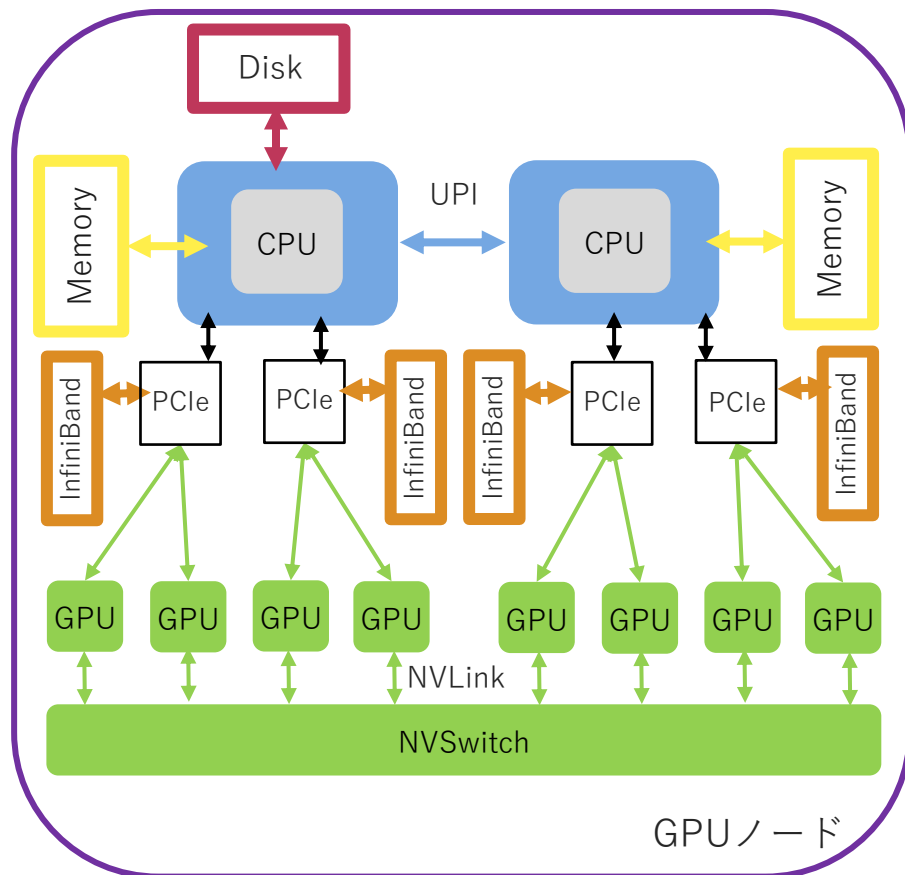 Disk
UPI
Memory
CPU
CPU
Memory
InfiniBand
PCIe
PCIe
InfiniBand
InfiniBand
PCIe
PCIe
InfiniBand
GPU
GPU
GPU
GPU
GPU
GPU
GPU
GPU
NVLink
NVSwitch
GPUノード